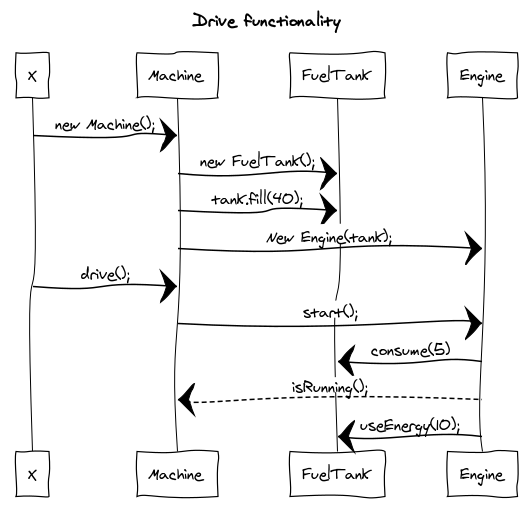 Drive functionality
X Machine FuelTank Engine
new Machine();
new FuelTank();
tank.fill(40);
New Engine(tank);
drive();
start();
consume(5)
isRunning();
useEnergy(10);
X Machine FuelTank Engine